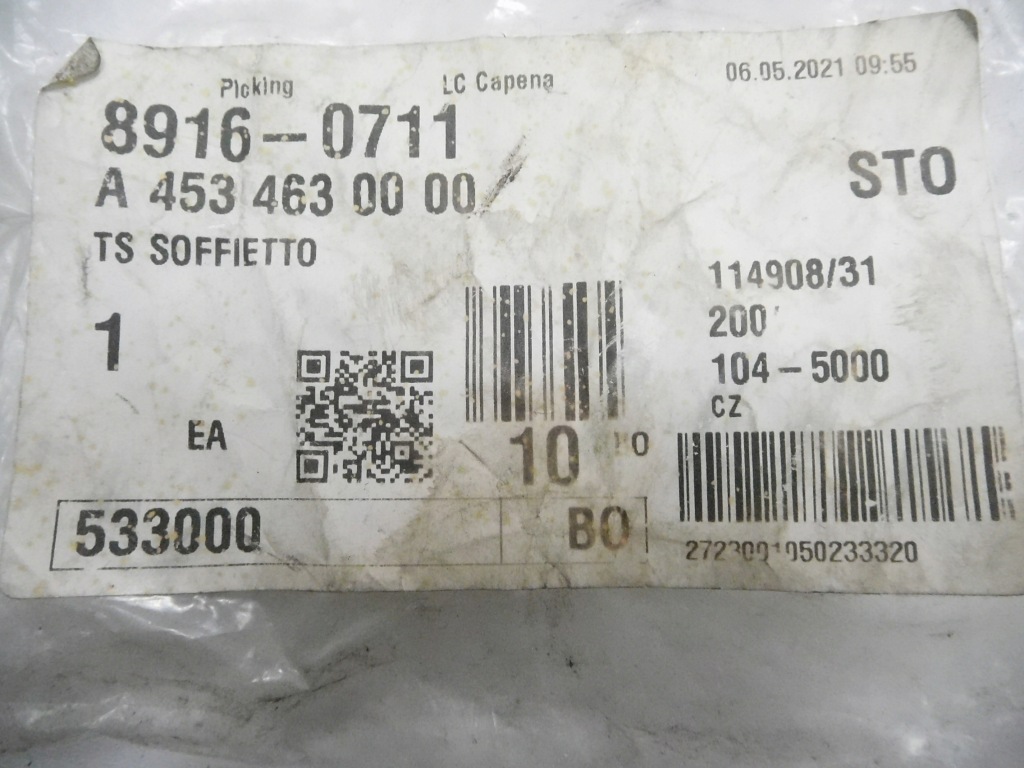 Picking LC Capena 06.05.2021 09:55
8916-0711
A 453 463 00 00
STO
TS SOFFIETTO
114908/31
200
1
104-5000
CZ
EA
10
533000 BO